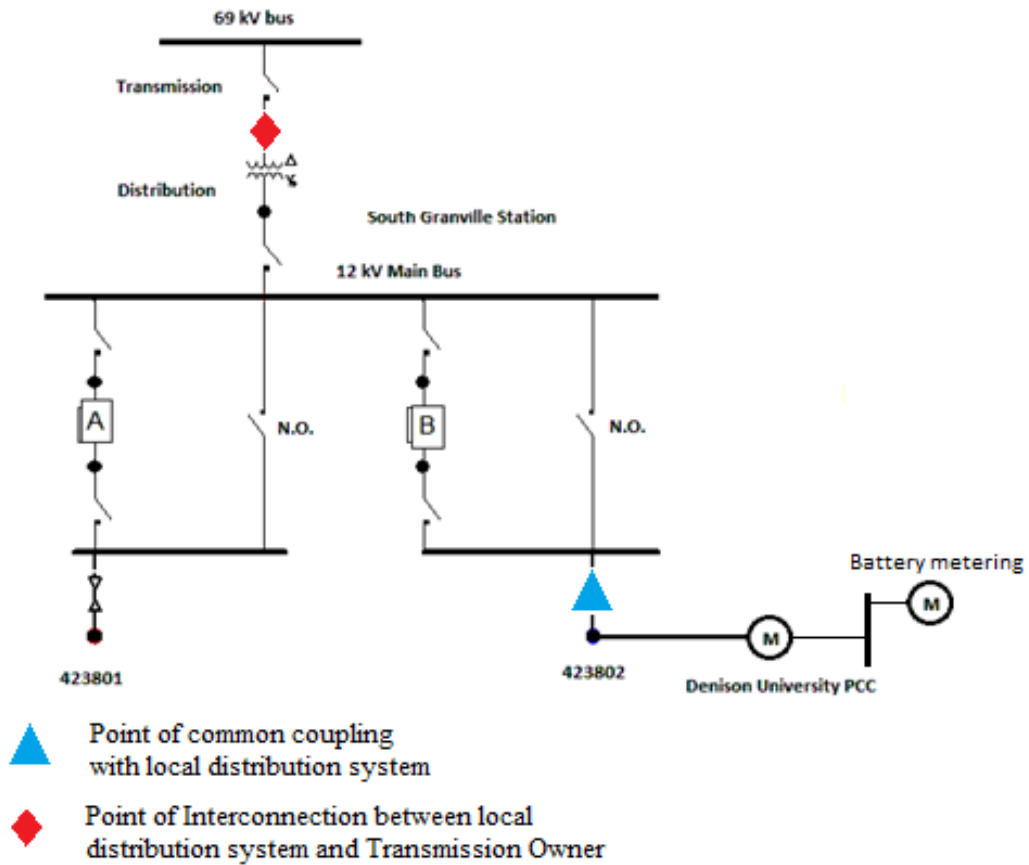 69 kV bus
Transmission
Distribution
South Granville Station
12 kV Main Bus
A
N.O.
B
N.O.
Battery metering
M
M
423801
423802
Denison University PCC
Point of common coupling
with local distribution system
Point of Interconnection between local
distribution system and Transmission Owner